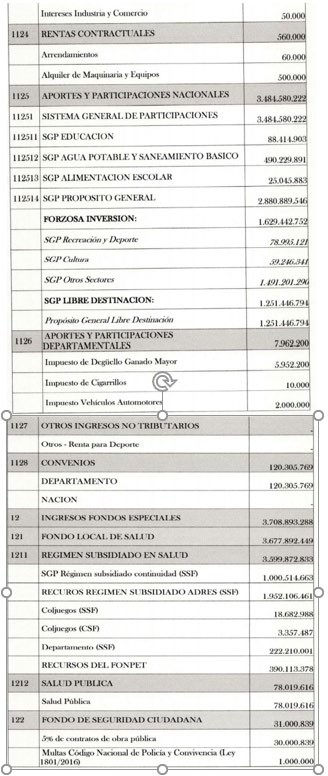 Intereses Industria y Comercio 50.000
1124 RENTAS CONTRACTUALES 560.000
Arrendamientos 60.000
Alquiler de Maquinaria y Equipos 500.000
1125 APORTES Y PARTICIPACIONES NACIONALES 3.484.580.222
11251 SISTEMA GENERAL DE PARTICIPACIONES 3.484.580.222
112511 SGP EDUCACION 88.414.903
112512 SGP AGUA POTABLE Y SANEAMIENTO BASICO 490.229.891
112513 SGP ALIMENTACION ESCOLAR 25.045.883
112514 SGP PROPOSITO GENERAL 2.880.889.546
FORZOSA INVERSION: 1.629.442.752
SGP Recreación y Deporte 78.995.121
SGP Cultura 59.246.341
SGP Otros Sectores 1.491.201.290
SGP LIBRE DESTINACION: 1.251.446.794
Propósito General Libre Destinación 1.251.446.794
1126 APORTES Y PARTICIPACIONES
DEPARTAMENTALES 7.962.200
Impuesto de Degüello Ganado Mayor 5.952.200
Impuesto de Cigarrillos 10.000
Impuesto Vehículos Automotores 2.000.000
1127 OTROS INGRESOS NO TRIBUTARIOS -
Otros - Renta para Deporte -
1128 CONVENIOS 120.305.769
DEPARTAMENTO 120.305.769
NACION -
12 INGRESOS FONDOS ESPECIALES 3.708.893.288
121 FONDO LOCAL DE SALUD 3.677.892.449
1211 REGIMEN SUBSIDIADO EN SALUD 3.599.872.833
SGP Régimen subsidiado continuidad (SSF) 1.000.514.663
RECUROS REGIMEN SUBSIDIADO ADRES (SSF) 1.952.106.461
Coljuegos (SSF) 18.682.988
Coljuegos (CSF) 3.357.487
Departamento (SSF) 222.210.001
RECURSOS DEL FONPET 390.113.378
1212 SALUD PUBLICA 78.019.616
Salud Pública 78.019.616
122 FONDO DE SEGURIDAD CIUDADANA 31.000.839
5% de contratos de obra pública 30.000.839
Multas Código Nacional de Policía y Convivencia (Ley
1801/2016) 1.000.000